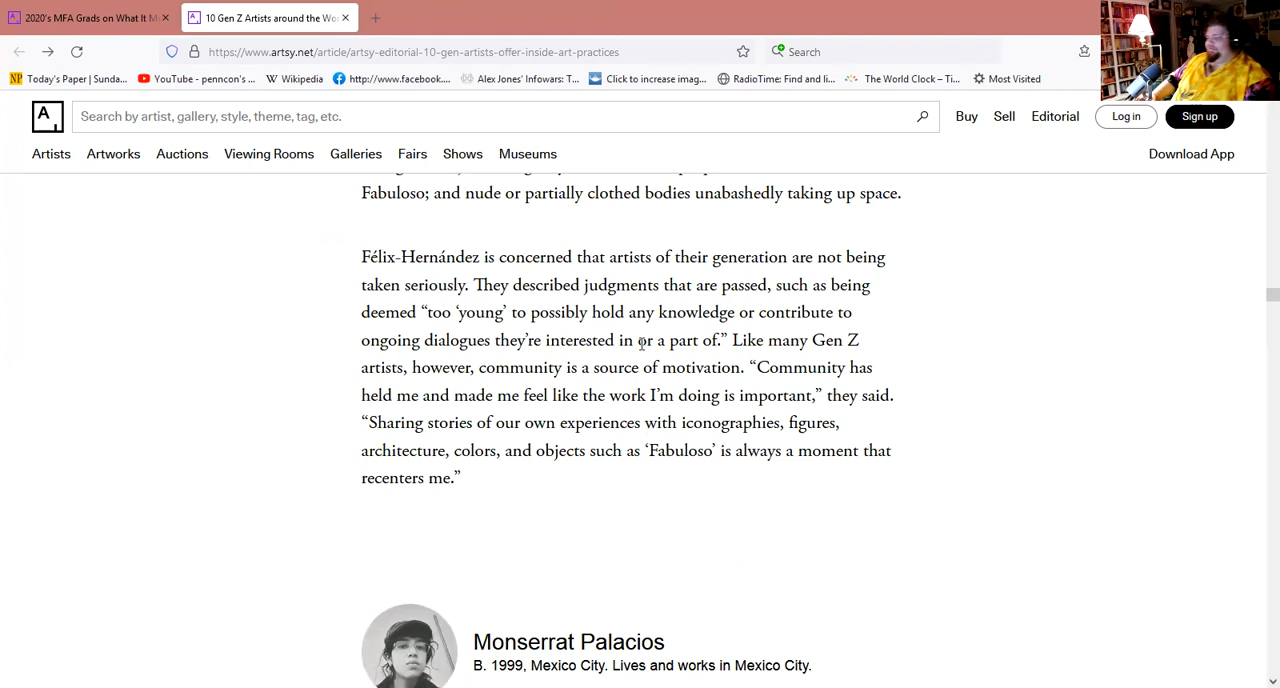 2020's MFA Grads on What It M
10 Gen Z Artists around the Wo
https://www.artsy.net/article/artsy-editorial-10-gen-artists-offer-inside-art-practices
Search
Today's Paper | Sunda...
YouTube - penncon's ...
Wikipedia
http://www.facebook....
Alex Jones' Infowars: T...
Click to increase imag...
RadioTime: Find and li...
The World Clock – Ti...
Most Visited
Search by artist, gallery, style, theme, tag, etc.
Buy
Sell
Editorial
Log in
Sign up
Artists
Artworks
Auctions
Viewing Rooms
Galleries
Fairs
Shows
Museums
Download App
Fabuloso; and nude or partially clothed bodies unabashedly taking up space.
Félix-Hernández is concerned that artists of their generation are not being
taken seriously. They described judgments that are passed, such as being
deemed “too ‘young’ to possibly hold any knowledge or contribute to
ongoing dialogues they’re interested in or a part of.” Like many Gen Z
artists, however, community is a source of motivation. “Community has
held me and made me feel like the work I’m doing is important,” they said.
“Sharing stories of our own experiences with iconographies, figures,
architecture, colors, and objects such as ‘Fabuloso’ is always a moment that
recenters me.”
Monserrat Palacios
B. 1999, Mexico City. Lives and works in Mexico City.